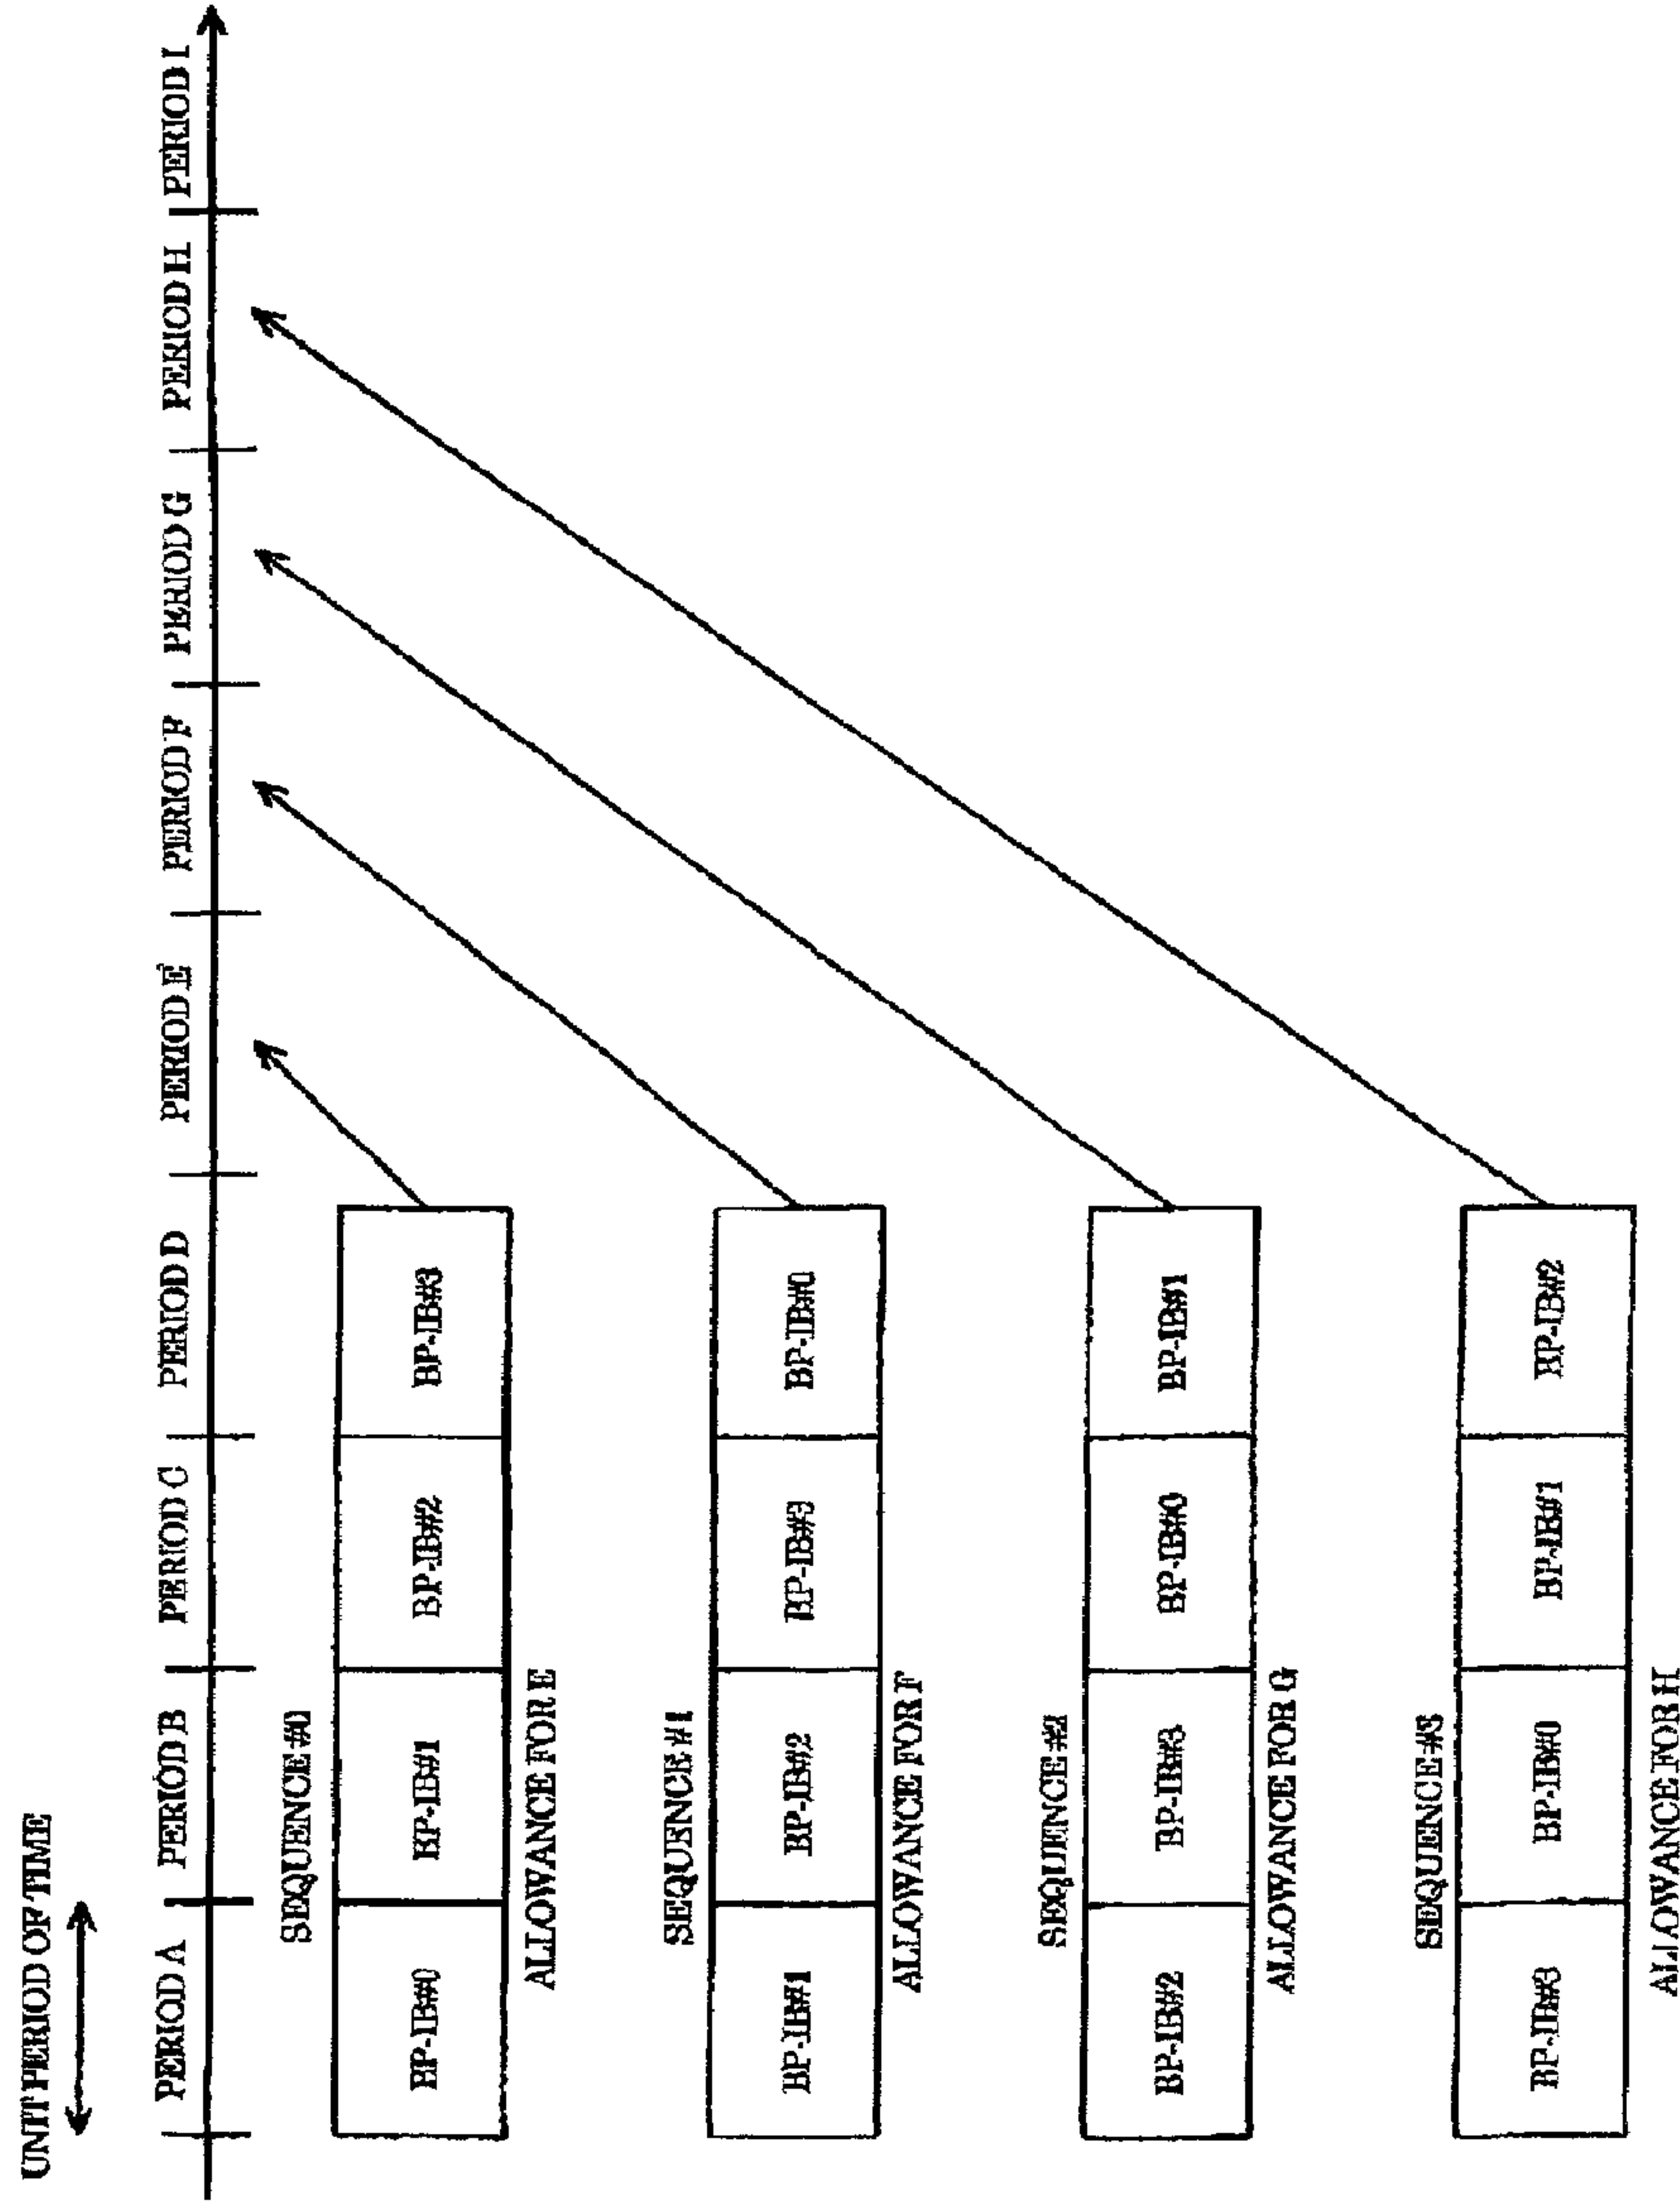 UNIT PERIOD OF TIME
PERIOD A PERIOD B PERIOD C PERIOD D PERIOD E PERIOD F PERIOD G PERIOD H PERIOD I
SEQUENCE #0
BP-IB#0 BP-IB#1 BP-IB#2 BP-IB#3
ALLOWANCE FOR E
SEQUENCE #1
BP-IB#1 BP-IB#2 BP-IB#3 BP-IB#0
ALLOWANCE FOR F
SEQUENCE #2
BP-IB#2 BP-IB#3 BP-IB#0 BP-IB#1
ALLOWANCE FOR G
SEQUENCE #3
BP-IB#3 BP-IB#0 BP-IB#1 BP-IB#2
ALLOWANCE FOR H